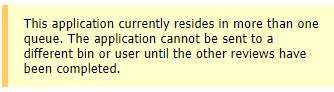 This application currently resides in more than one
queue. The application cannot be sent to a
different bin or user until the other reviews have
been completed.